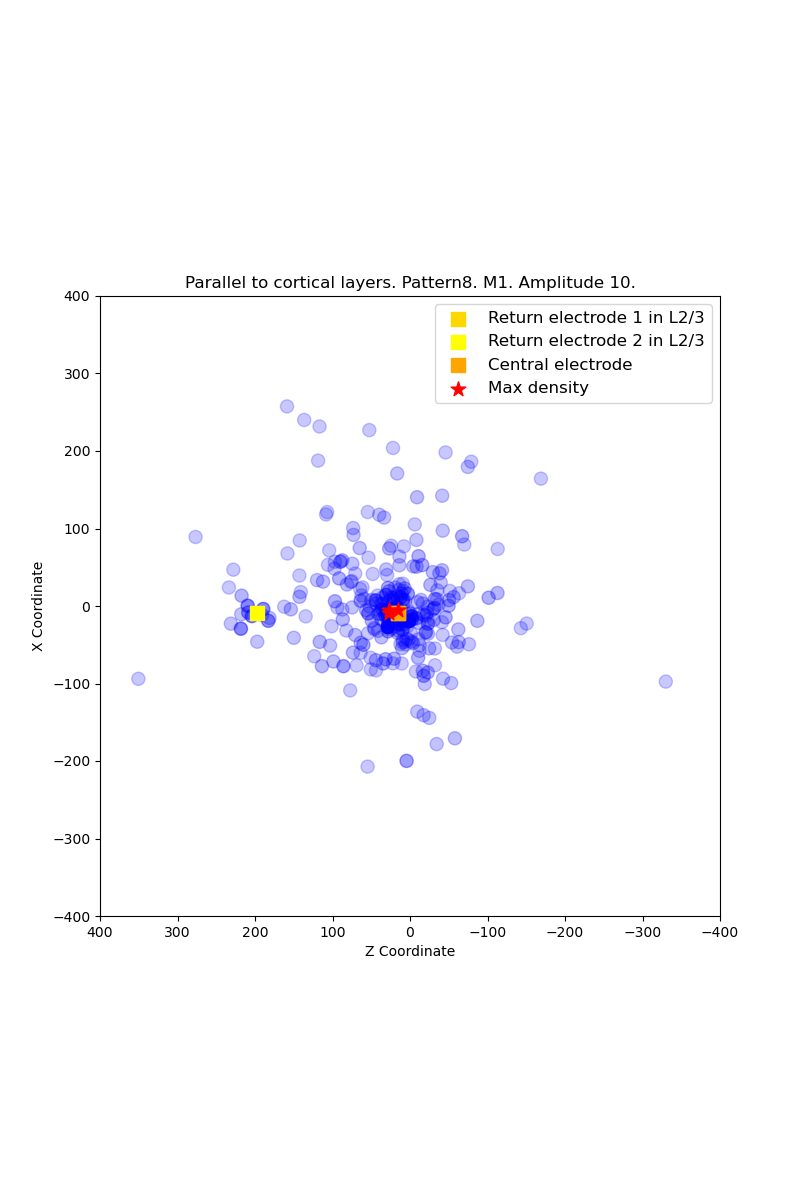 Parallel to cortical layers. Pattern8. M1. Amplitude 10.
Return electrode 1 in L2/3
Return electrode 2 in L2/3
Central electrode
Max density
400
300
200
100
0
−100
−200
−300
−400
X Coordinate
400 300 200 100 0 −100 −200 −300 −400
Z Coordinate